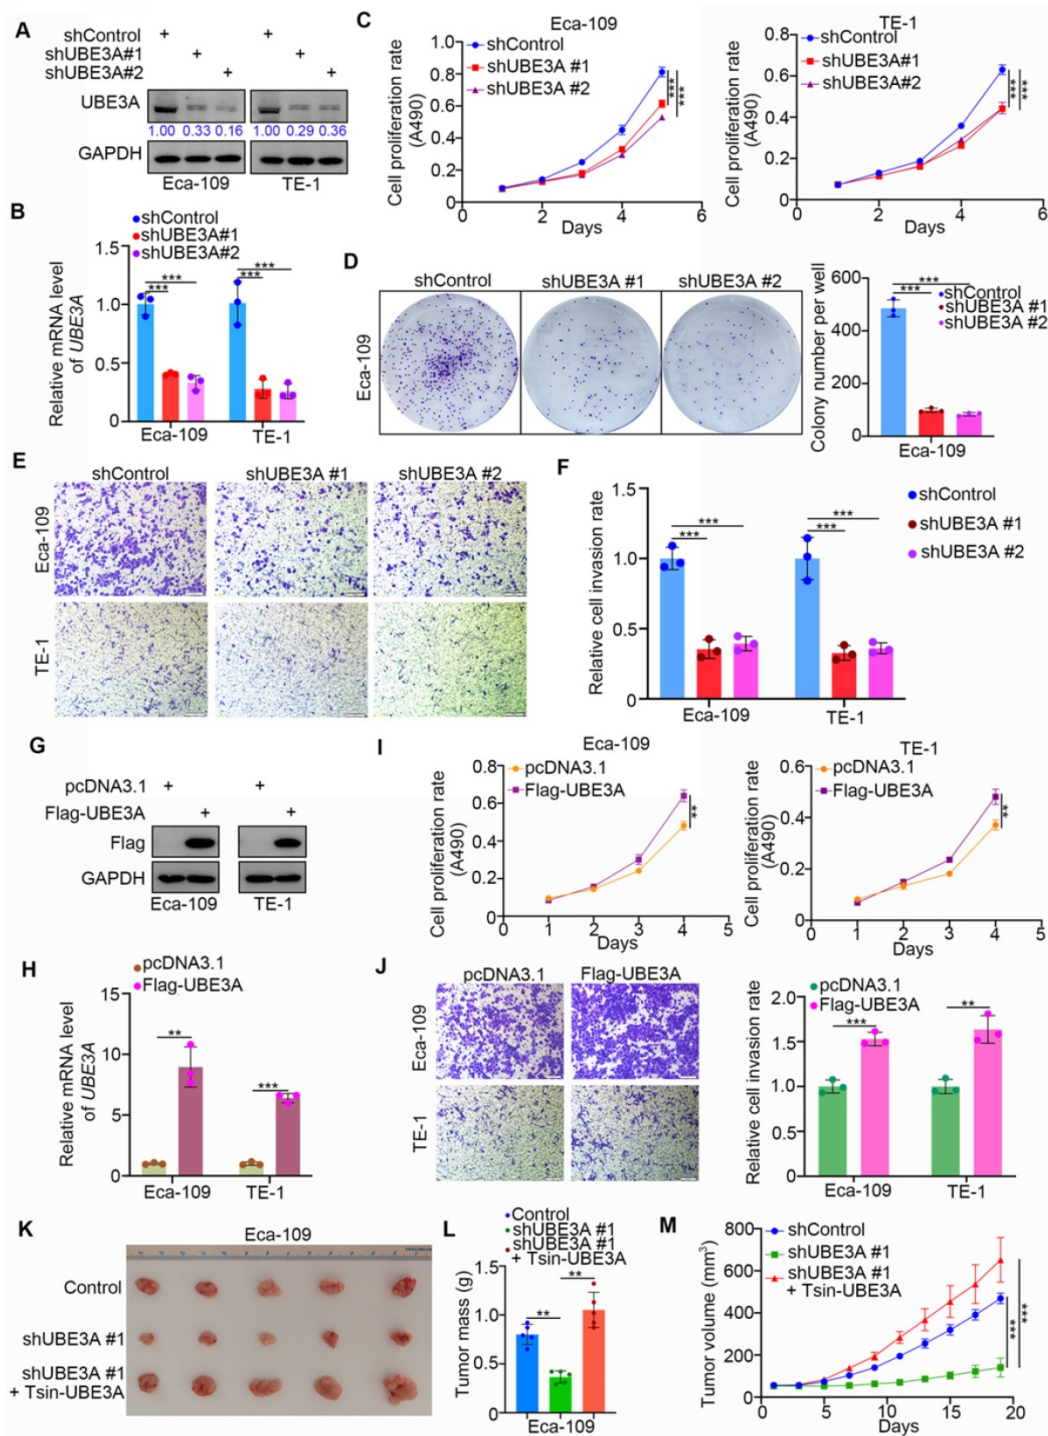 A
shControl + +
shUBE3A#1 + +
shUBE3A#2 + +
UBE3A
1.00 0.33 0.16 1.00 0.29 0.36
GAPDH
Eca-109 TE-1
B
shControl
shUBE3A#1
shUBE3A#2
Relative mRNA level
of UBE3A
1.5
1.0
0.5
0
*** *** *** ***
Eca-109 TE-1
C
Eca-109
shControl
shUBE3A #1
shUBE3A #2
Cell proliferation rate
(A490)
1.0
0.8
0.6
0.4
0.2
0
0 2 4 6
Days
*** ***
TE-1
shControl
shUBE3A#1
shUBE3A#2
Cell proliferation rate
(A490)
0.8
0.6
0.4
0.2
0
0 2 4 6
Days
*** ***
D
shControl shUBE3A #1 shUBE3A #2
Eca-109
Colony number per well
600
400
200
0
*** ***
shControl
shUBE3A #1
shUBE3A #2
Eca-109
E
shControl shUBE3A #1 shUBE3A #2
Eca-109
TE-1
F
Relative cell invasion rate
1.5
1.0
0.5
0
*** *** *** ***
shControl
shUBE3A #1
shUBE3A #2
Eca-109 TE-1
G
pcDNA3.1 + +
Flag-UBE3A + +
Flag
GAPDH
Eca-109 TE-1
H
pcDNA3.1
Flag-UBE3A
Relative mRNA level
of UBE3A
15
10
5
0
** ***
Eca-109 TE-1
I
Eca-109
pcDNA3.1
Flag-UBE3A
Cell proliferation rate
(A490)
0.8
0.6
0.4
0.2
0
0 1 2 3 4 5
Days
**
TE-1
pcDNA3.1
Flag-UBE3A
Cell proliferation rate
(A490)
0.6
0.4
0.2
0.0
0 1 2 3 4 5
Days
**
J
pcDNA3.1 Flag-UBE3A
Eca-109
TE-1
pcDNA3.1
Flag-UBE3A
Relative cell invasion rate
2.0
1.5
1.0
0.5
0
*** **
Eca-109 TE-1
K
Eca-109
Control
shUBE3A #1
shUBE3A #1
+ Tsin-UBE3A
L
Control
shUBE3A #1
shUBE3A #1
+ Tsin-UBE3A
Tumor mass (g)
1.5
1.0
0.5
0
** **
Eca-109
M
shControl
shUBE3A #1
shUBE3A #1
+ Tsin-UBE3A
Tumor volume (mm³)
800
600
400
200
0
0 5 10 15 20
Days
*** ***